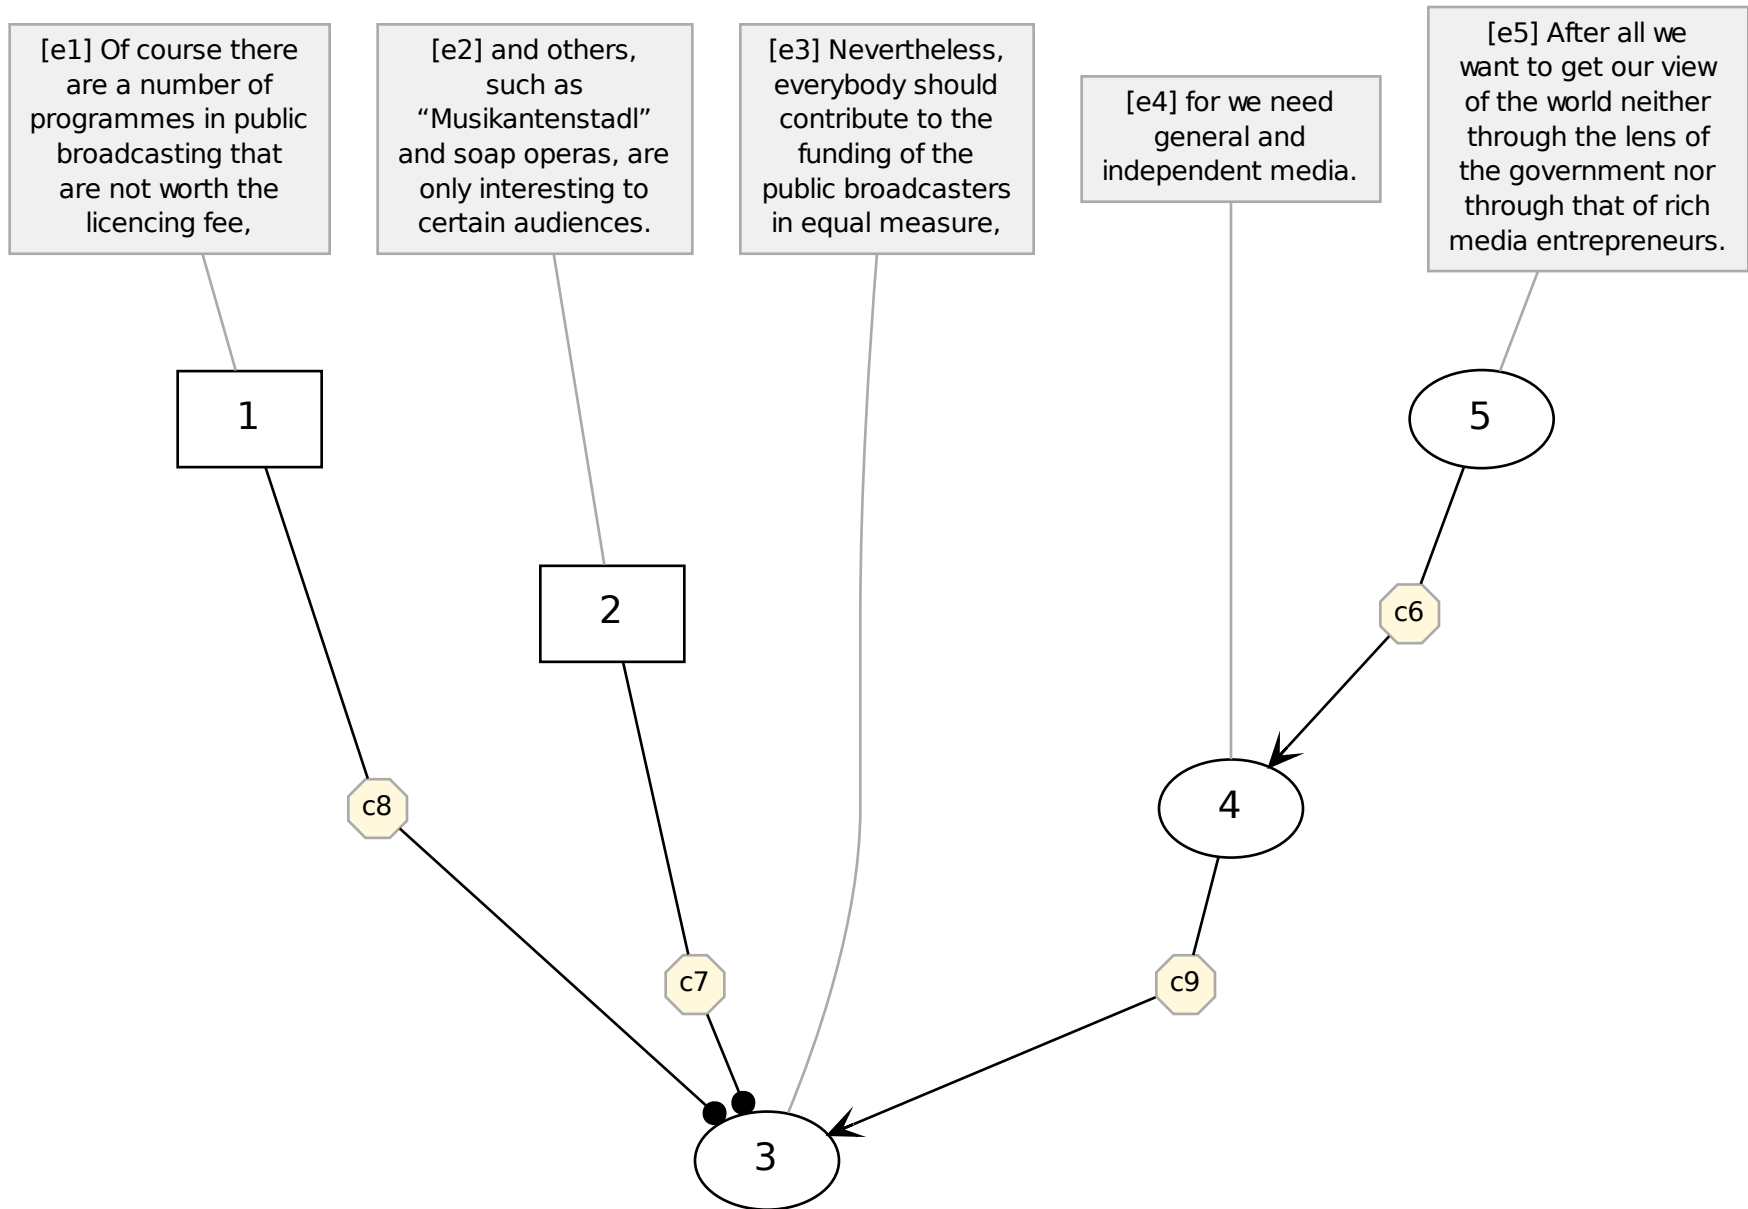 [e1] Of course there
are a number of
programmes in public
broadcasting that
are not worth the
licencing fee,
[e2] and others,
such as
“Musikantenstadl”
and soap operas, are
only interesting to
certain audiences.
[e3] Nevertheless,
everybody should
contribute to the
funding of the
public broadcasters
in equal measure,
[e4] for we need
general and
independent media.
[e5] After all we
want to get our view
of the world neither
through the lens of
the government nor
through that of rich
media entrepreneurs.
1
5
2
c6
c8
4
c7
c9
3